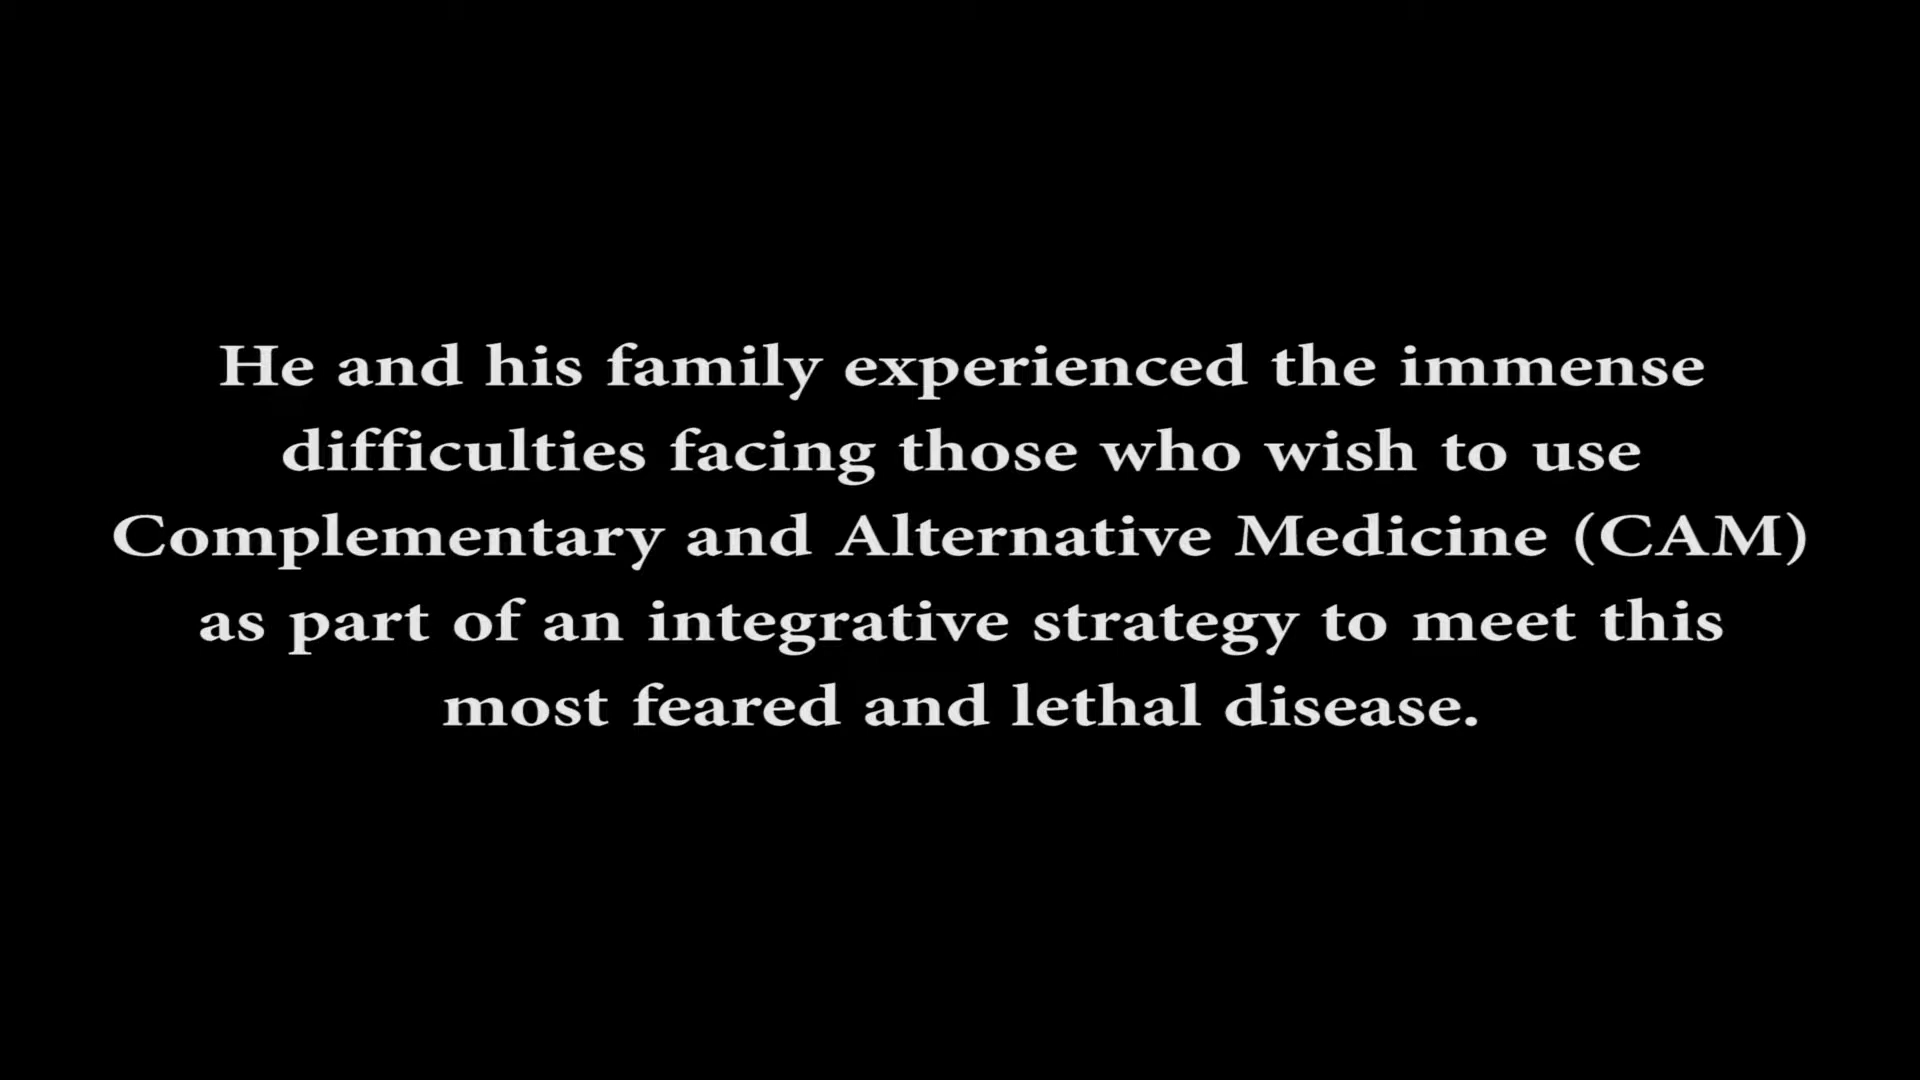 He and his family experienced the immense
difficulties facing those who wish to use
Complementary and Alternative Medicine (CAM)
as part of an integrative strategy to meet this
most feared and lethal disease.